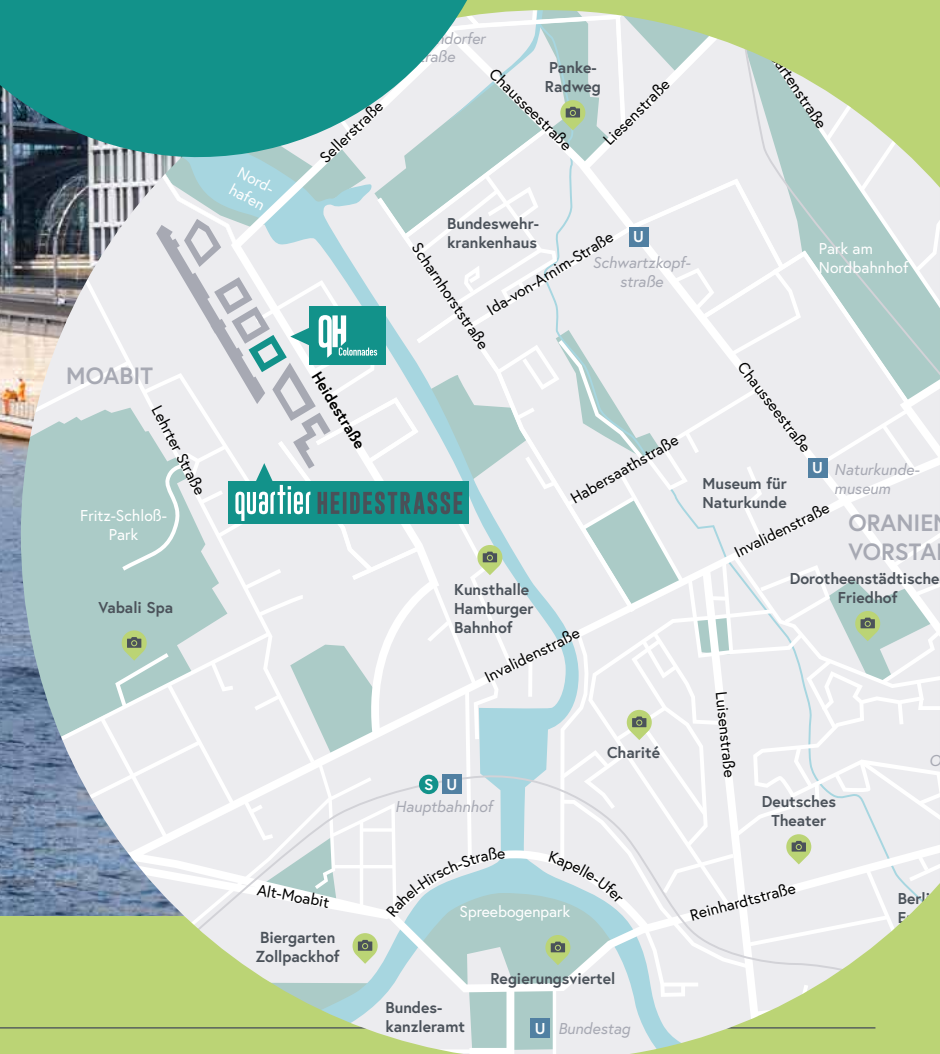 Panke-
Radweg
Chausseestraße
Liesenstraße
Sellerstraße
Nord-
hafen
Bundeswehr-
krankenhaus
U
Schwartzkopf-
straße
Park am
Nordbahnhof
Scharnhorststraße
Ida-von-Arnim-Straße
QH
Colonnades
MOABIT
Heidestraße
Chausseestraße
Lehrter Straße
Habersaathstraße
U
Naturkunde-
museum
Museum für
Naturkunde
quartier HEIDESTRASSE
Invalidenstraße
Fritz-Schloß-
Park
Dorotheenstädtische
Friedhof
Kunsthalle
Hamburger
Bahnhof
Vabali Spa
Invalidenstraße
Luisenstraße
Charité
S U
Hauptbahnhof
Deutsches
Theater
Rahel-Hirsch-Straße
Kapelle-Ufer
Alt-Moabit
Reinhardtstraße
Spreebogenpark
Biergarten
Zollpackhof
Regierungsviertel
Bundes-
kanzleramt
U
Bundestag